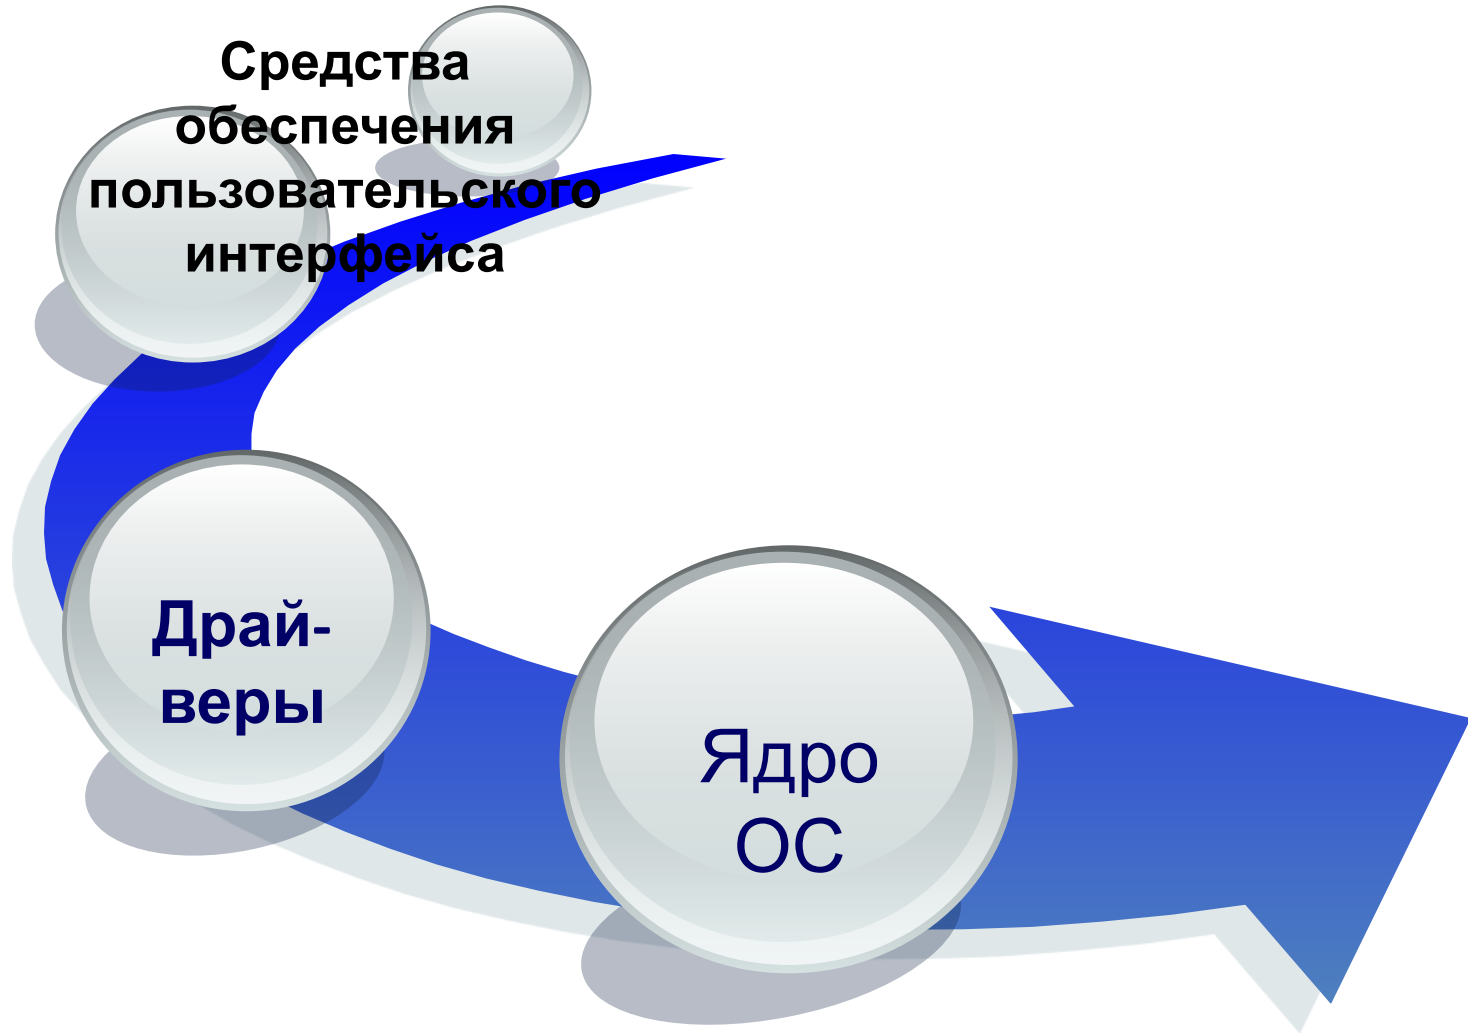 Средства
обеспечения
пользовательского
интерфейса
Драй-
веры
Ядро
ОС